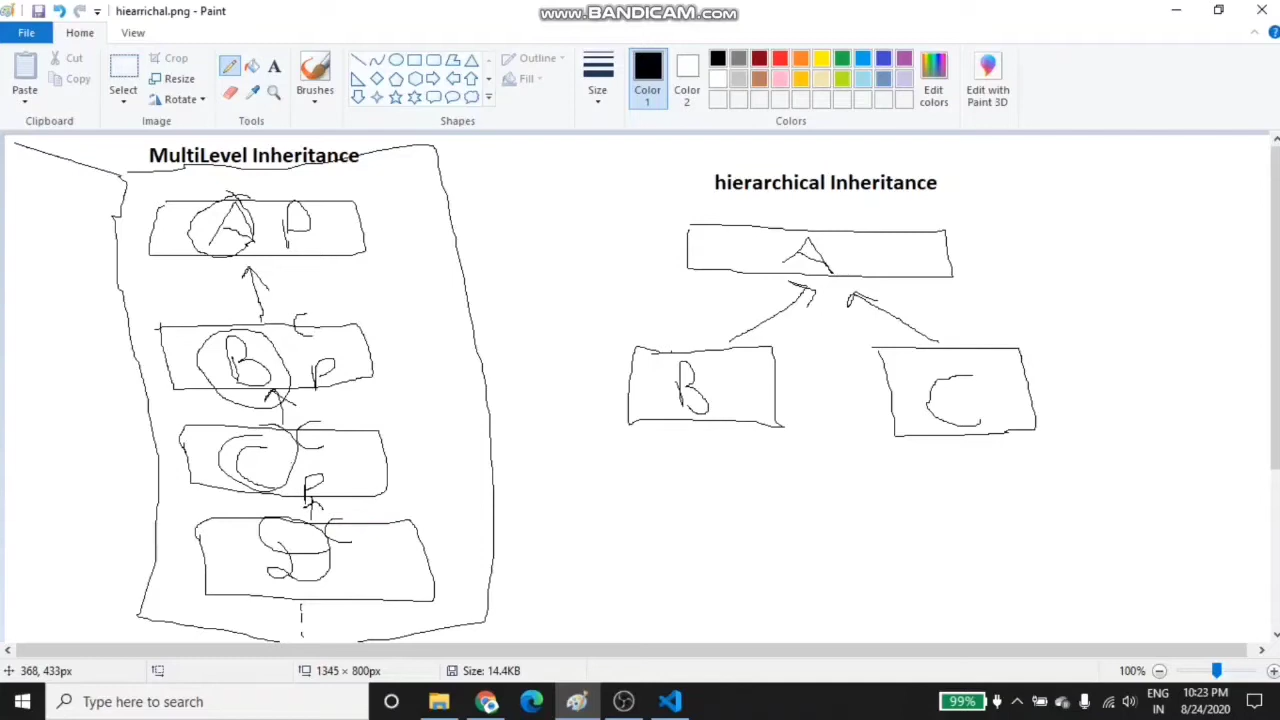 www.BANDICAM.com
hiearrichal.png - Paint
File
Home
View
Paste
Cut
Copy
Clipboard
Select
Crop
Resize
Rotate
Image
Tools
Brushes
Shapes
Outline
Fill
Size
Color 1
Color 2
Edit colors
Edit with Paint 3D
Colors
MultiLevel Inheritance
A P
C
B P
C
C
P
C
D
hierarchical Inheritance
A
B C
368, 433px
1345 × 800px
Size: 14.4KB
100%
Type here to search
99%
ENG
IN
10:23 PM
8/24/2020